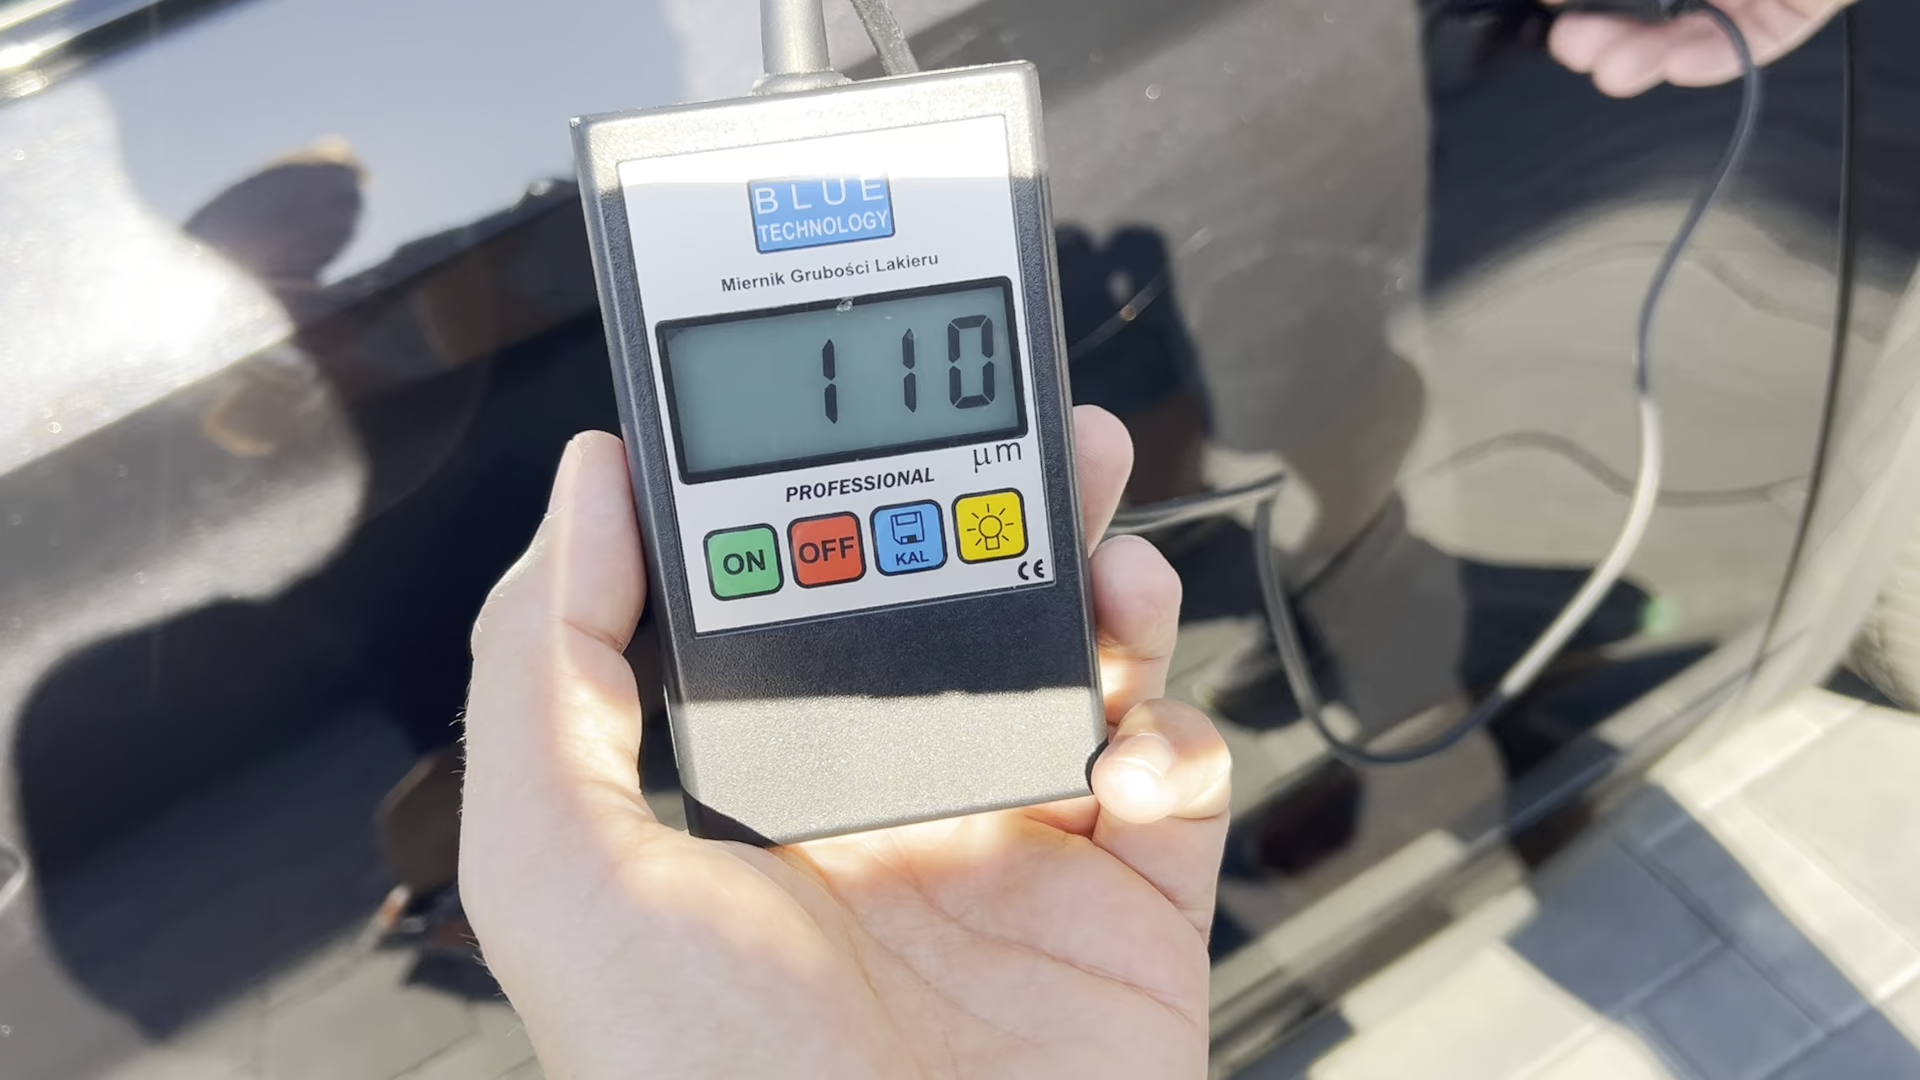 BLUE
TECHNOLOGY
Miernik Grubości Lakieru
110
µm
PROFESSIONAL
ON OFF KAL
CE